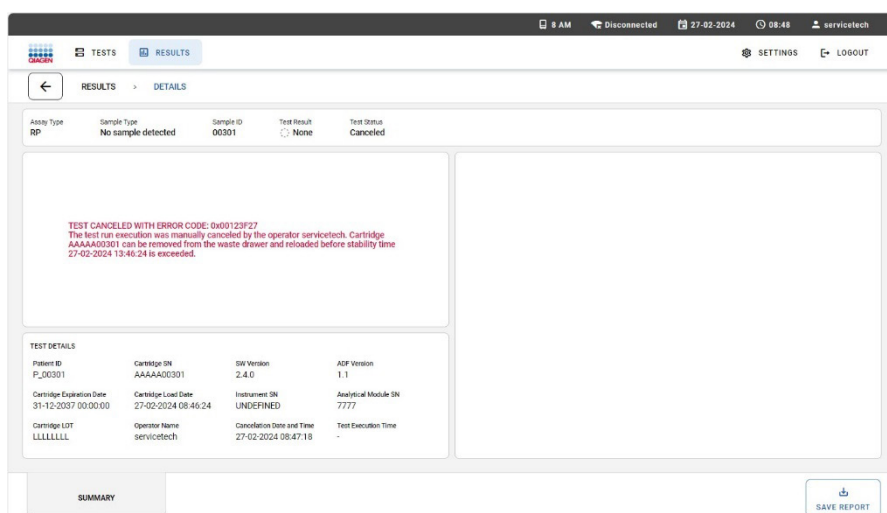 8 AM Disconnected 27-02-2024 08:48 servicetech
QIAGEN TESTS RESULTS SETTINGS LOGOUT
RESULTS > DETAILS
Assay Type Sample Type Sample ID Test Result Test Status
RP No sample detected 00301 None Canceled
TEST CANCELED WITH ERROR CODE: 0x00123F27
The test run execution was manually canceled by the operator servicetech. Cartridge
AAAAA00301 can be removed from the waste drawer and reloaded before stability time
27-02-2024 13:46:24 is exceeded.
TEST DETAILS
Patient ID Cartridge SN SW Version ADF Version
P_00301 AAAAA00301 2.4.0 1.1
Cartridge Expiration Date Cartridge Load Date Instrument SN Analytical Module SN
31-12-2037 00:00:00 27-02-2024 08:46:24 UNDEFINED 7777
Cartridge LOT Operator Name Cancelation Date and Time Test Execution Time
LLLLLLLL servicetech 27-02-2024 08:47:18 -
SUMMARY
SAVE REPORT